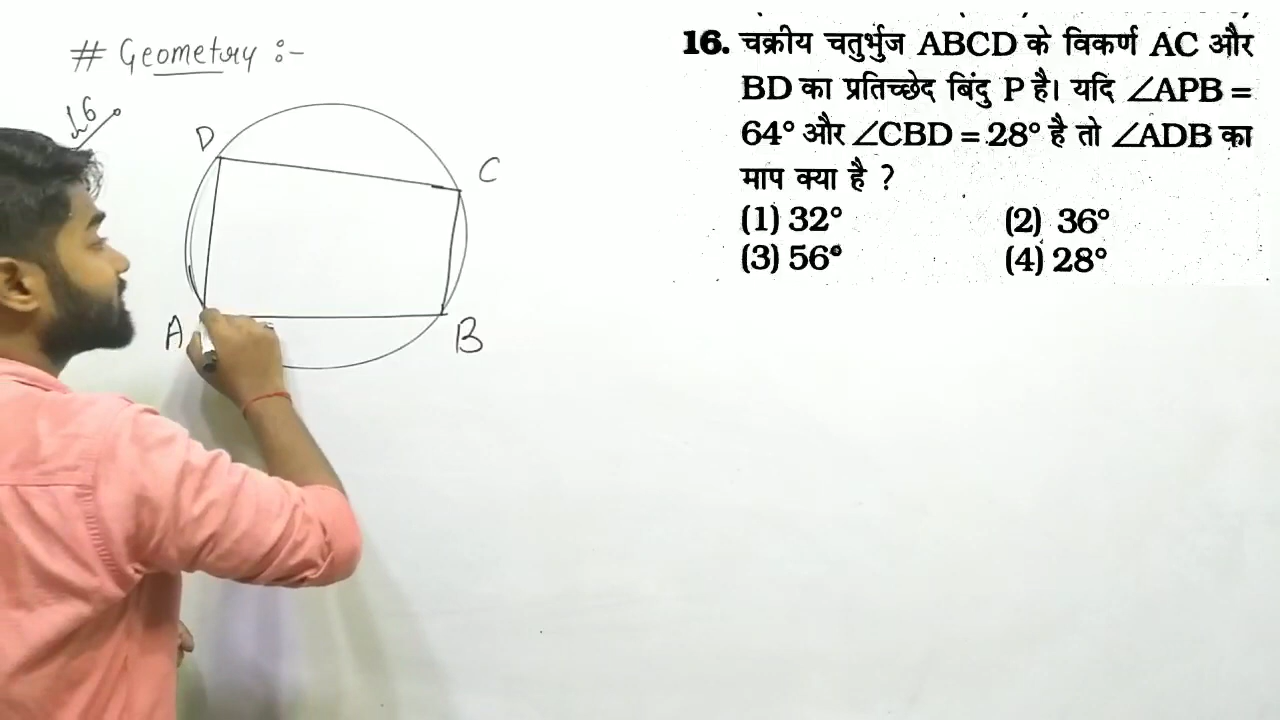 # Geometry :-
16
D
C
A
B
16. चक्रीय चतुर्भुज ABCD के विकर्ण AC और
BD का प्रतिच्छेद बिंदु P है। यदि ∠APB =
64° और ∠CBD = 28° है तो ∠ADB का
माप क्या है ?
(1) 32° (2) 36°
(3) 56° (4) 28°